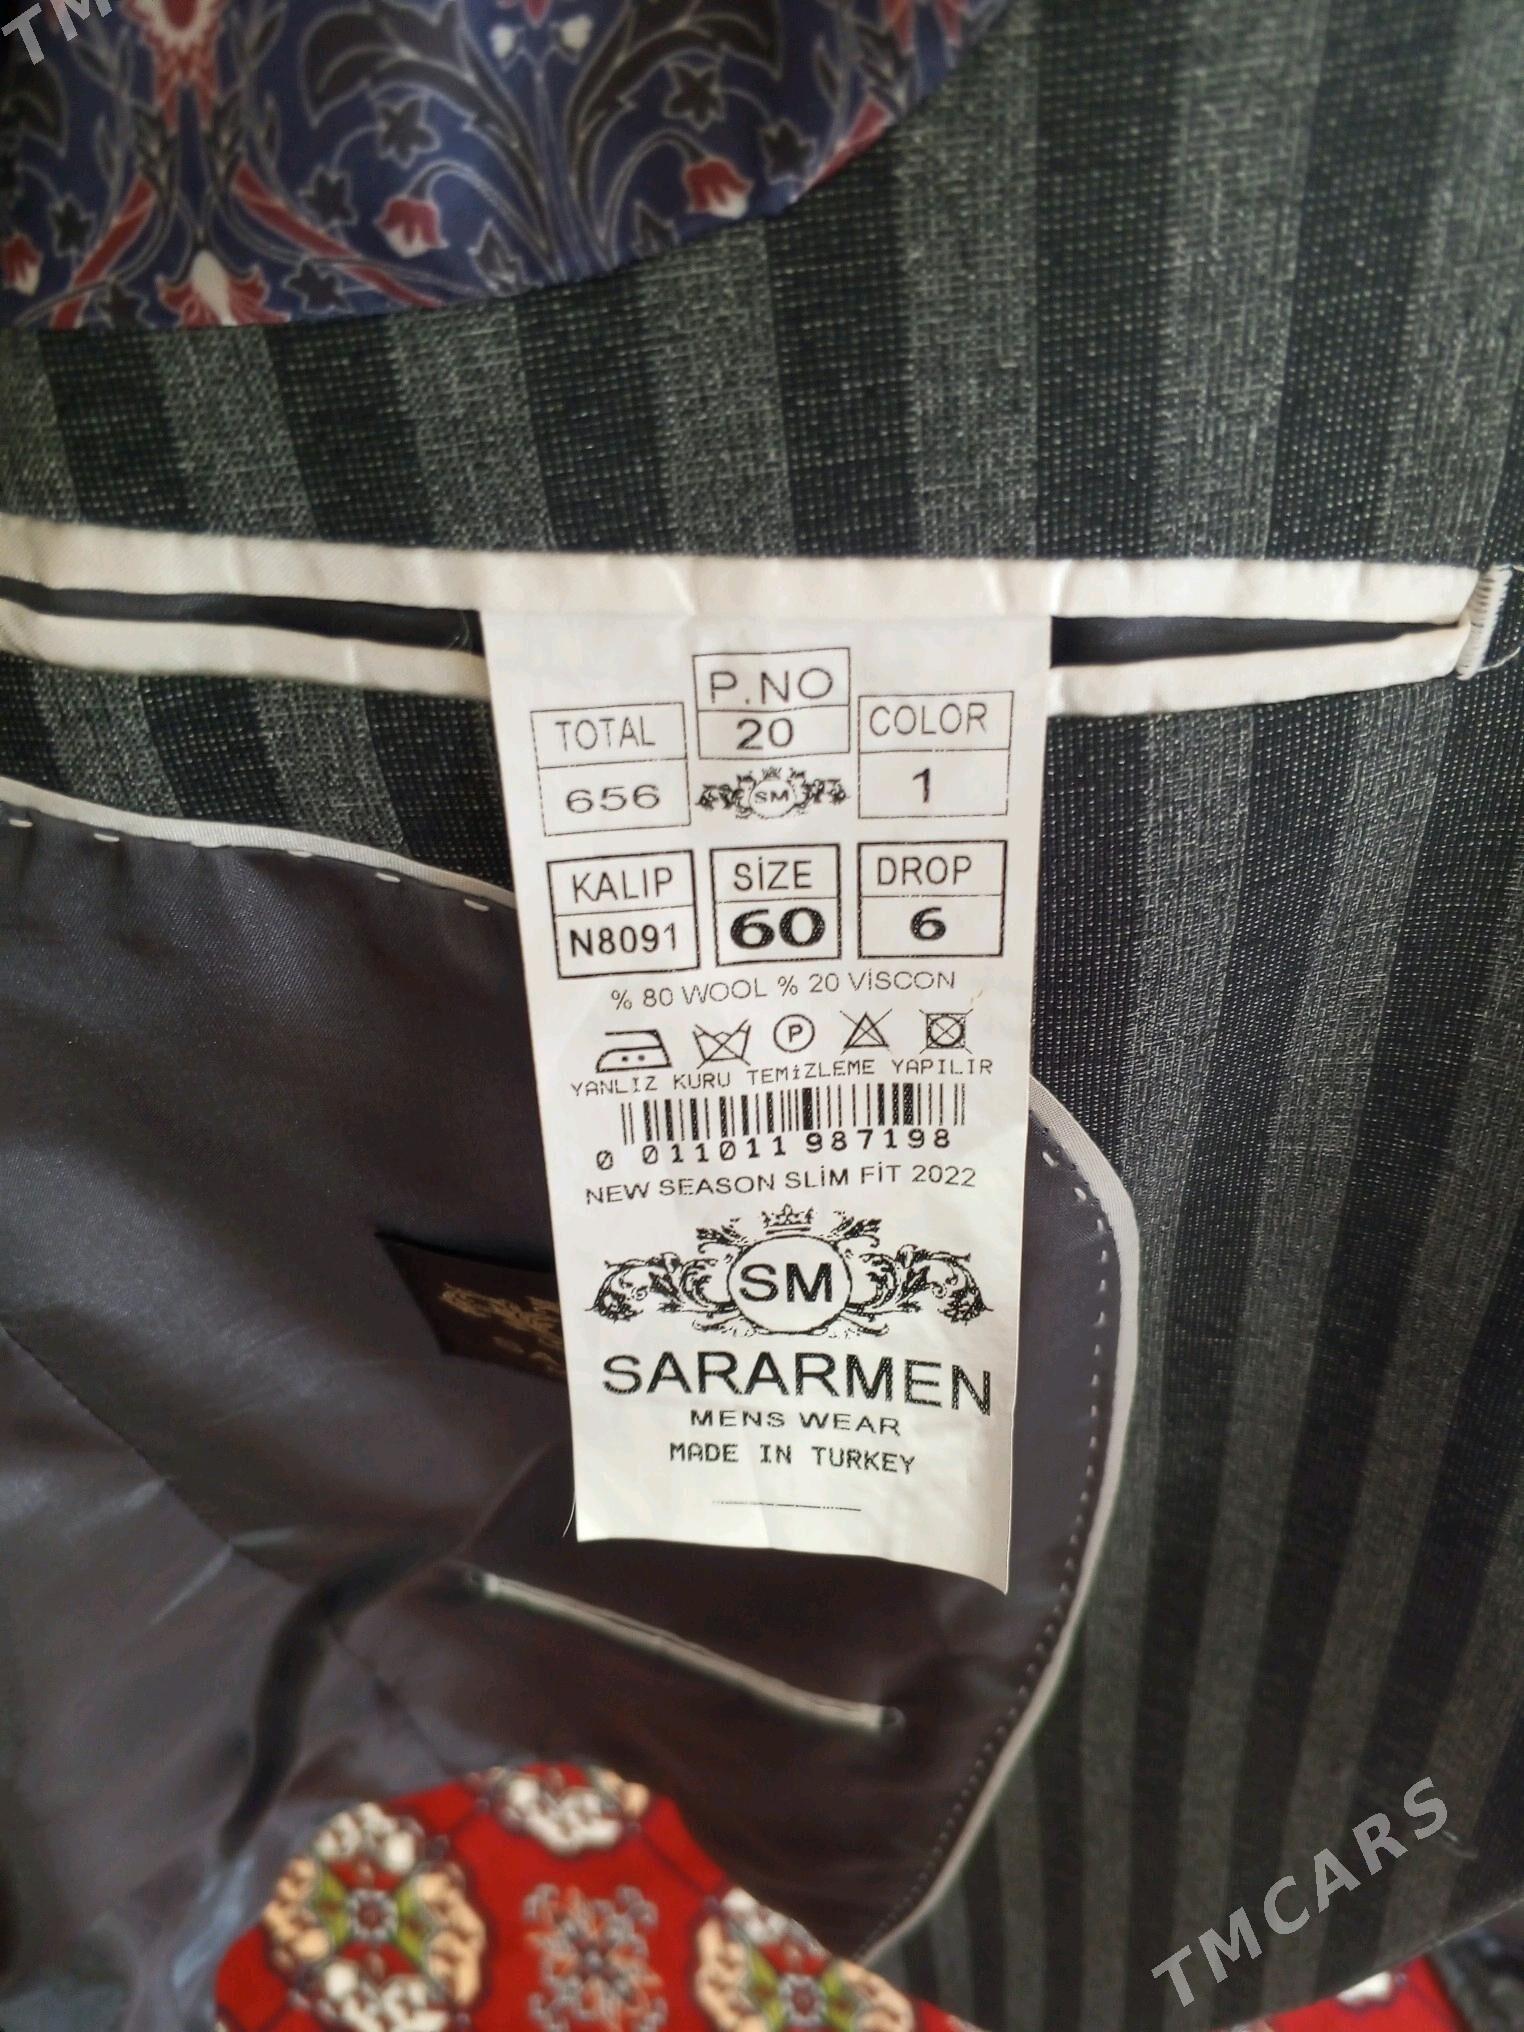 TM
P.NO
TOTAL 20 COLOR
656 SM 1
KALIP SİZE DROP
N8091 60 6
% 80 WOOL % 20 VİSCON
P
YANLIZ KURU TEMİZLEME YAPILIR
0 011011 987198
NEW SEASON SLİM FİT 2022
SM
SARARMEN
MENS WEAR
MADE IN TURKEY
TMCARS